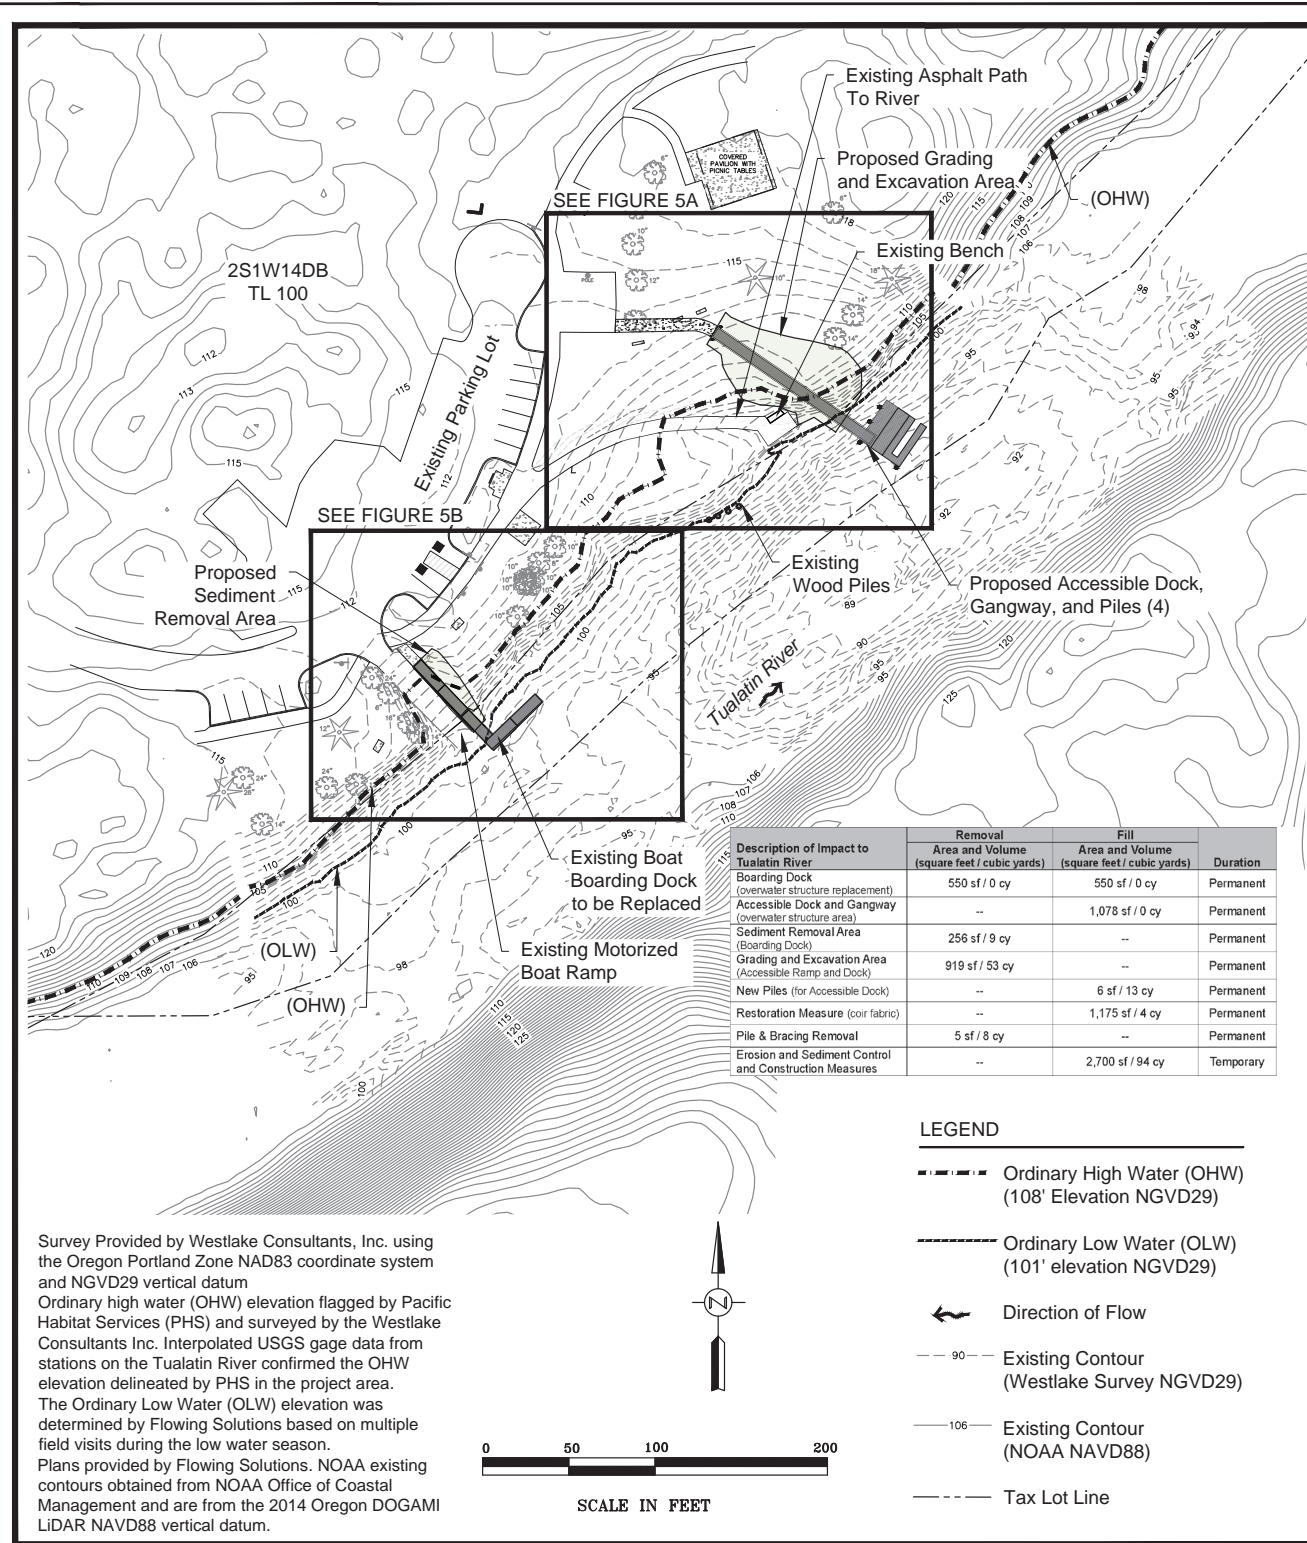 Existing Asphalt Path
To River
COVERED
PAVILION WITH
PICNIC TABLES
Proposed Grading
and Excavation Area
SEE FIGURE 5A
(OHW)
Existing Bench
2S1W14DB
TL 100
Existing Parking Lot
SEE FIGURE 5B
Proposed
Sediment
Removal Area
Existing
Wood Piles
Proposed Accessible Dock,
Gangway, and Piles (4)
Tualatin River
Existing Boat
Boarding Dock
to be Replaced
Existing Motorized
Boat Ramp
(OLW)
(OHW)
Description of Impact to
Tualatin River
Removal
Area and Volume
(square feet / cubic yards)
Fill
Area and Volume
(square feet / cubic yards)
Duration
Boarding Dock
(overwater structure replacement)
550 sf / 0 cy
550 sf / 0 cy
Permanent
Accessible Dock and Gangway
(overwater structure area)
--
1,078 sf / 0 cy
Permanent
Sediment Removal Area
(Boarding Dock)
256 sf / 9 cy
--
Permanent
Grading and Excavation Area
(Accessible Ramp and Dock)
919 sf / 53 cy
--
Permanent
New Piles (for Accessible Dock)
--
6 sf / 13 cy
Permanent
Restoration Measure (coir fabric)
--
1,175 sf / 4 cy
Permanent
Pile & Bracing Removal
5 sf / 8 cy
--
Permanent
Erosion and Sediment Control
and Construction Measures
--
2,700 sf / 94 cy
Temporary
LEGEND
Ordinary High Water (OHW)
(108' Elevation NGVD29)
Ordinary Low Water (OLW)
(101' elevation NGVD29)
Direction of Flow
90
Existing Contour
(Westlake Survey NGVD29)
106
Existing Contour
(NOAA NAVD88)
Tax Lot Line
Survey Provided by Westlake Consultants, Inc. using
the Oregon Portland Zone NAD83 coordinate system
and NGVD29 vertical datum
Ordinary high water (OHW) elevation flagged by Pacific
Habitat Services (PHS) and surveyed by the Westlake
Consultants Inc. Interpolated USGS gage data from
stations on the Tualatin River confirmed the OHW
elevation delineated by PHS in the project area.
The Ordinary Low Water (OLW) elevation was
determined by Flowing Solutions based on multiple
field visits during the low water season.
Plans provided by Flowing Solutions. NOAA existing
contours obtained from NOAA Office of Coastal
Management and are from the 2014 Oregon DOGAMI
LiDAR NAVD88 vertical datum.
N
0 50 100 200
SCALE IN FEET